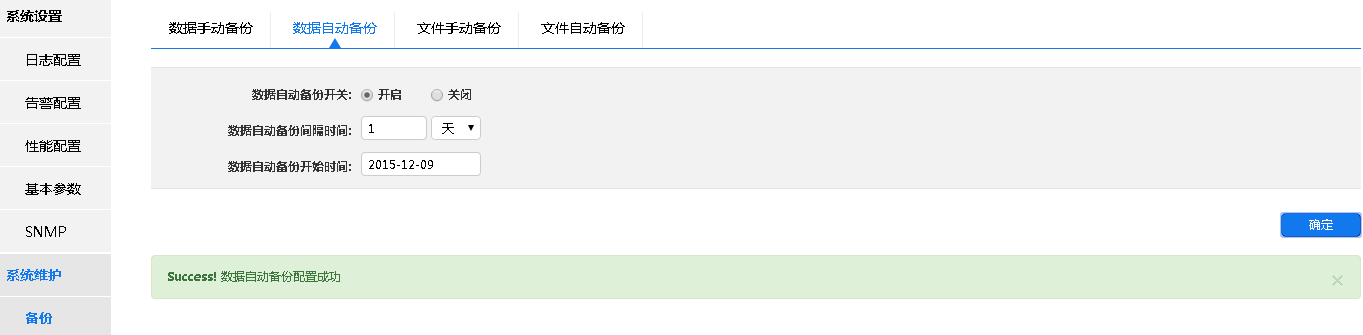 系统设置
日志配置
告警配置
性能配置
基本参数
SNMP
系统维护
备份
数据手动备份 数据自动备份 文件手动备份 文件自动备份
数据自动备份开关: 开启 关闭
数据自动备份间隔时间: 1 天
数据自动备份开始时间: 2015-12-09
确定
Success! 数据自动备份配置成功 ×